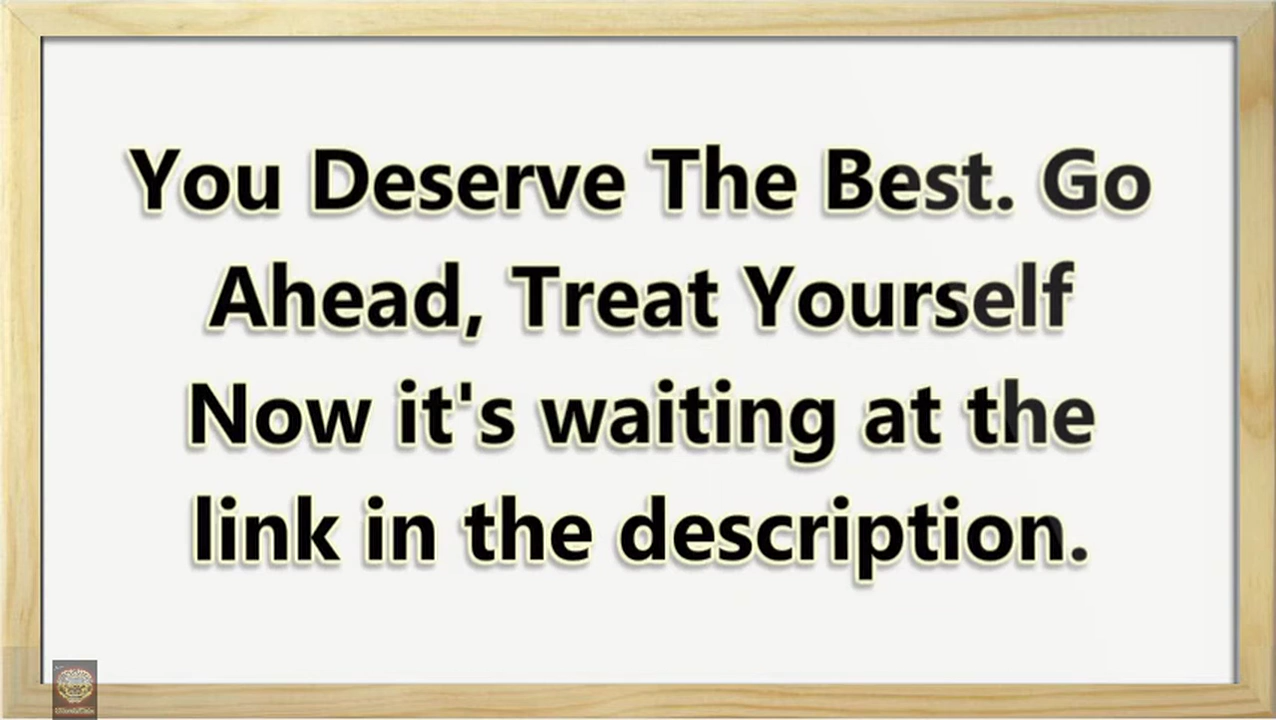 You Deserve The Best. Go
Ahead, Treat Yourself
Now it's waiting at the
link in the description.